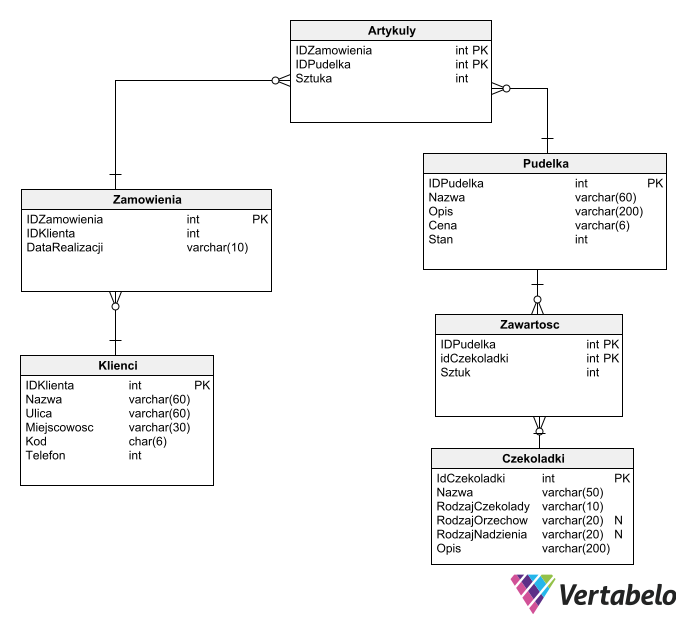 Artykuly
IDZamowienia int PK
IDPudelka int PK
Sztuka int
Pudelka
IDPudelka int PK
Nazwa varchar(60)
Opis varchar(200)
Cena varchar(6)
Stan int
Zamowienia
IDZamowienia int PK
IDKlienta int
DataRealizacji varchar(10)
Zawartosc
IDPudelka int PK
idCzekoladki int PK
Sztuk int
Klienci
IDKlienta int PK
Nazwa varchar(60)
Ulica varchar(60)
Miejscowosc varchar(30)
Kod char(6)
Telefon int
Czekoladki
IdCzekoladki int PK
Nazwa varchar(50)
RodzajCzekolady varchar(10)
RodzajOrzechow varchar(20) N
RodzajNadzienia varchar(20) N
Opis varchar(200)
Vertabelo